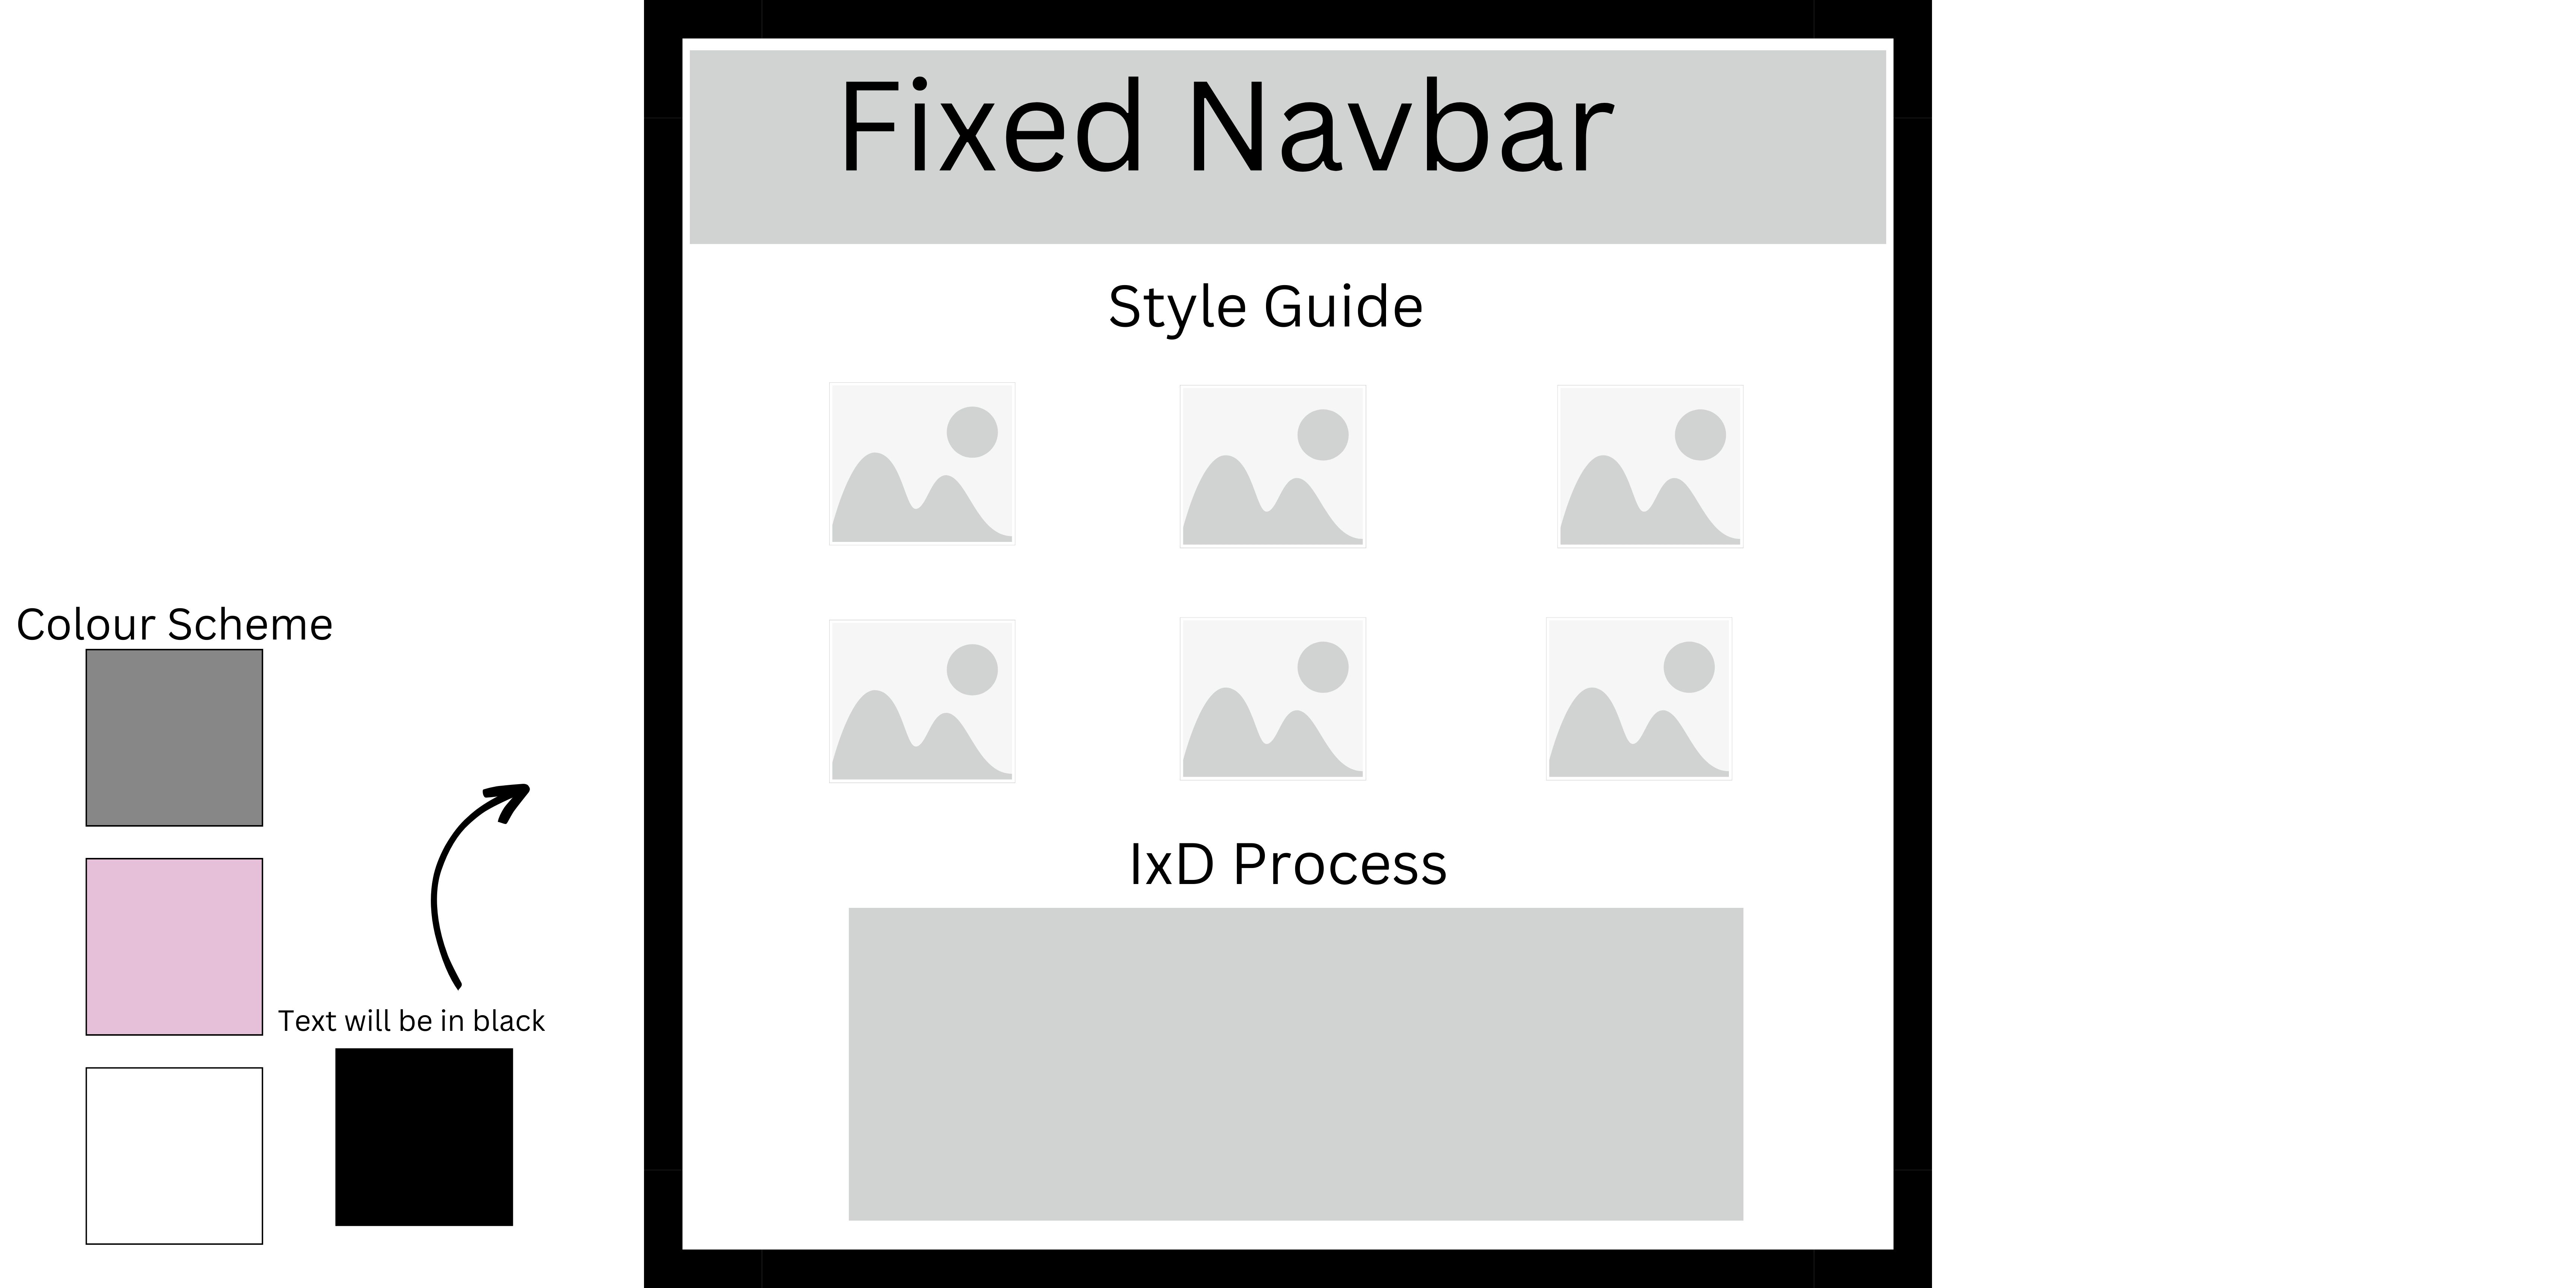 Fixed Navbar
Style Guide
IxD Process
Colour Scheme
Text will be in black